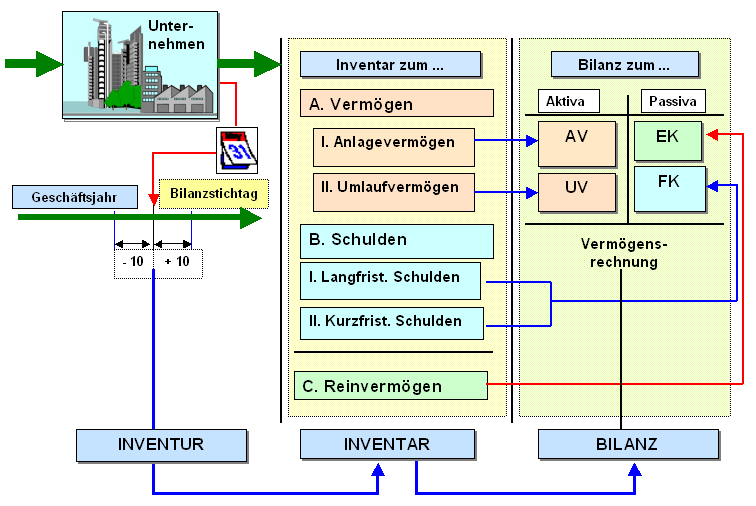 Unter-
nehmen
31
Geschäftsjahr
Bilanzstichtag
- 10
+ 10
Inventar zum ...
A. Vermögen
I. Anlagevermögen
II. Umlaufvermögen
B. Schulden
I. Langfrist. Schulden
II. Kurzfrist. Schulden
C. Reinvermögen
Bilanz zum ...
Aktiva
Passiva
AV
EK
UV
FK
Vermögens-
rechnung
INVENTUR
INVENTAR
BILANZ